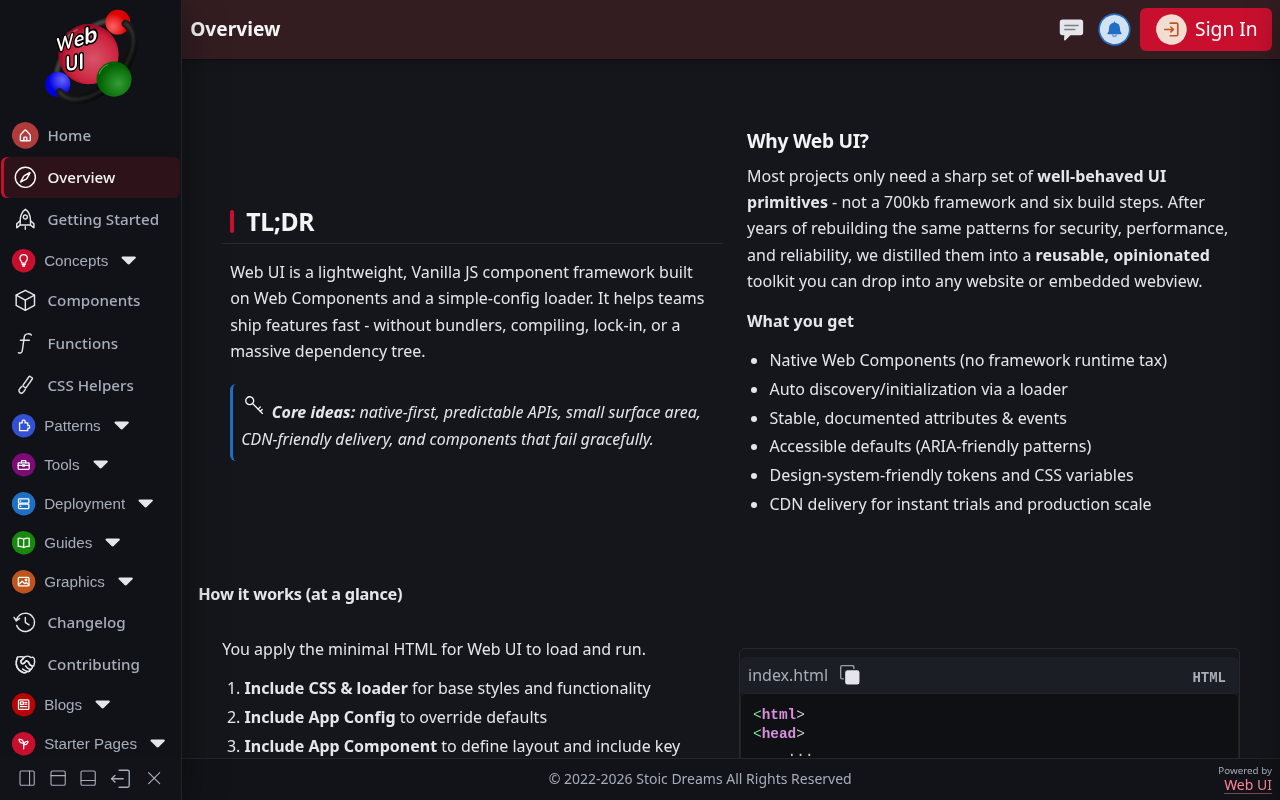 Web
UI
Home
Overview
Getting Started
Concepts
Components
Functions
CSS Helpers
Patterns
Tools
Deployment
Guides
Graphics
Changelog
Contributing
Blogs
Starter Pages
Overview
Sign In
TL;DR
Web UI is a lightweight, Vanilla JS component framework built
on Web Components and a simple-config loader. It helps teams
ship features fast - without bundlers, compiling, lock-in, or a
massive dependency tree.
Core ideas: native-first, predictable APIs, small surface area,
CDN-friendly delivery, and components that fail gracefully.
Why Web UI?
Most projects only need a sharp set of well-behaved UI
primitives - not a 700kb framework and six build steps. After
years of rebuilding the same patterns for security, performance,
and reliability, we distilled them into a reusable, opinionated
toolkit you can drop into any website or embedded webview.
What you get
Native Web Components (no framework runtime tax)
Auto discovery/initialization via a loader
Stable, documented attributes & events
Accessible defaults (ARIA-friendly patterns)
Design-system-friendly tokens and CSS variables
CDN delivery for instant trials and production scale
How it works (at a glance)
You apply the minimal HTML for Web UI to load and run.
1. Include CSS & loader for base styles and functionality
2. Include App Config to override defaults
3. Include App Component to define layout and include key
index.html
HTML
<html>
<head>
...
© 2022-2026 Stoic Dreams All Rights Reserved
Powered by
Web UI